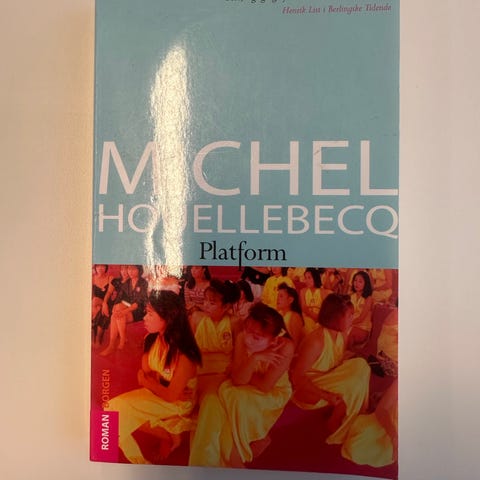 Henrik List i Berlingske Tidende
MICHEL
HOUELLEBECQ
Platform
ROMAN BORGEN